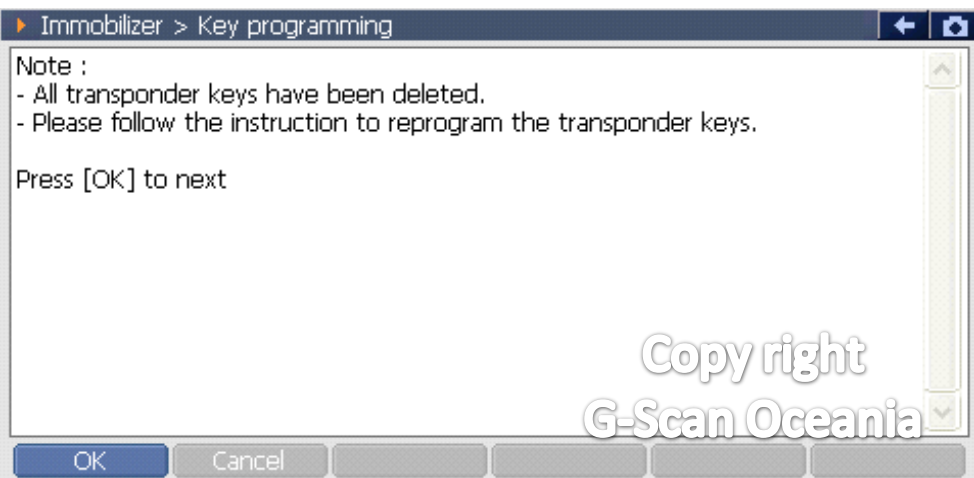 Immobilizer > Key programming
Note :
- All transponder keys have been deleted.
- Please follow the instruction to reprogram the transponder keys.
Press [OK] to next
Copy right
G-Scan Oceania
OK
Cancel